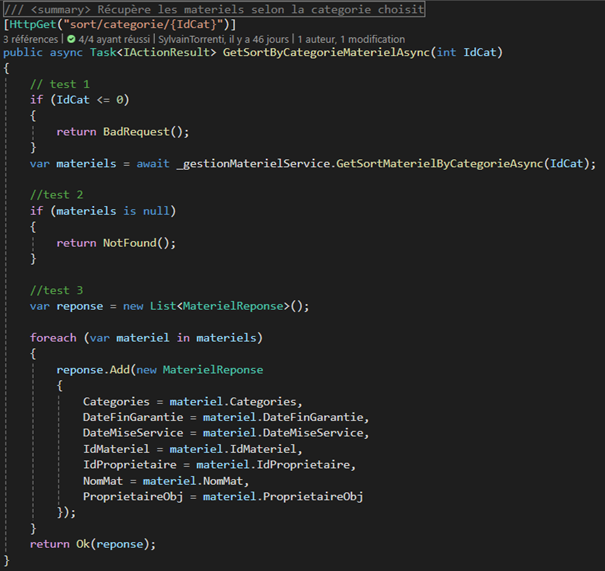 /// <summary> Récupère les materiels selon la categorie choisit
[HttpGet("sort/categorie/{IdCat}")]
3 références | 4/4 ayant réussi | SylvainTorrenti, il y a 46 jours | 1 auteur, 1 modification
public async Task<IActionResult> GetSortByCategorieMaterielAsync(int IdCat)
{
// test 1
if (IdCat <= 0)
{
return BadRequest();
}
var materiels = await _gestionMaterielService.GetSortMaterielByCategorieAsync(IdCat);
//test 2
if (materiels is null)
{
return NotFound();
}
//test 3
var reponse = new List<MaterielReponse>();
foreach (var materiel in materiels)
{
reponse.Add(new MaterielReponse
{
Categories = materiel.Categories,
DateFinGarantie = materiel.DateFinGarantie,
DateMiseService = materiel.DateMiseService,
IdMateriel = materiel.IdMateriel,
IdProprietaire = materiel.IdProprietaire,
NomMat = materiel.NomMat,
ProprietaireObj = materiel.ProprietaireObj
});
}
return Ok(reponse);
}